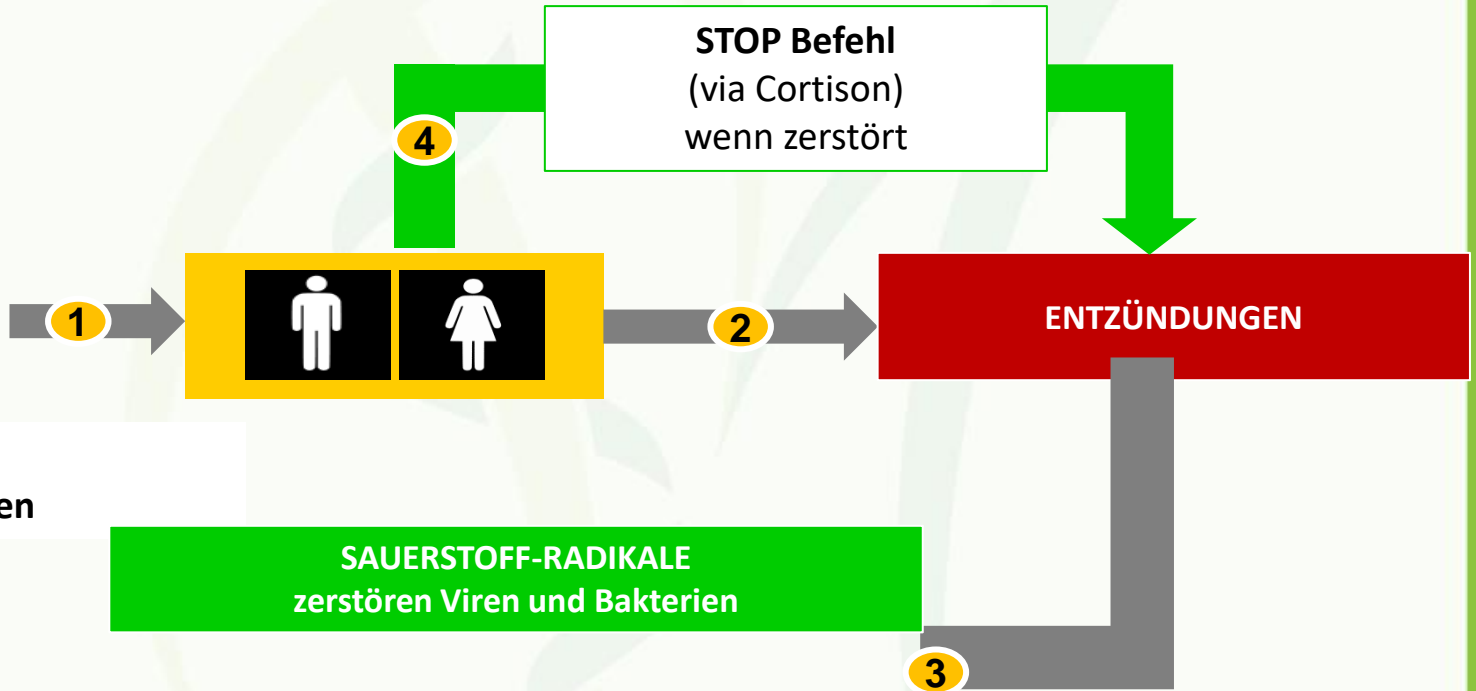 STOP Befehl
(via Cortison)
wenn zerstört
4
1
2
ENTZÜNDUNGEN
en
SAUERSTOFF-RADIKALE
zerstören Viren und Bakterien
3